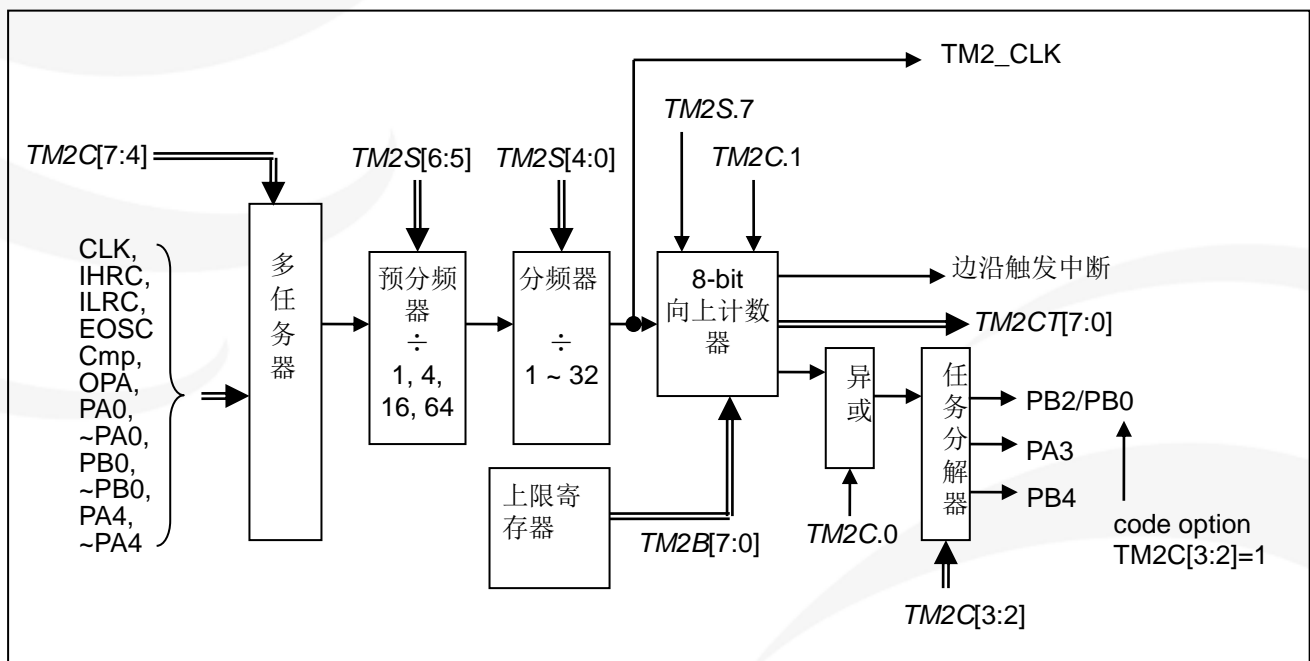 TM2_CLK
TM2S.7
TM2C[7:4]
TM2S[6:5]
TM2S[4:0]
TM2C.1
CLK,
IHRC,
ILRC,
EOSC
Cmp,
OPA,
PA0,
~PA0,
PB0,
~PB0,
PA4,
~PA4
多
任
务
器
预分频
器
÷
1, 4,
16, 64
分频器
÷
1 ~ 32
8-bit
向上计数
器
边沿触发中断
TM2CT[7:0]
异
或
任
务
分
解
器
PB2/PB0
PA3
PB4
上限寄
存器
TM2B[7:0]
TM2C.0
code option
TM2C[3:2]=1
TM2C[3:2]